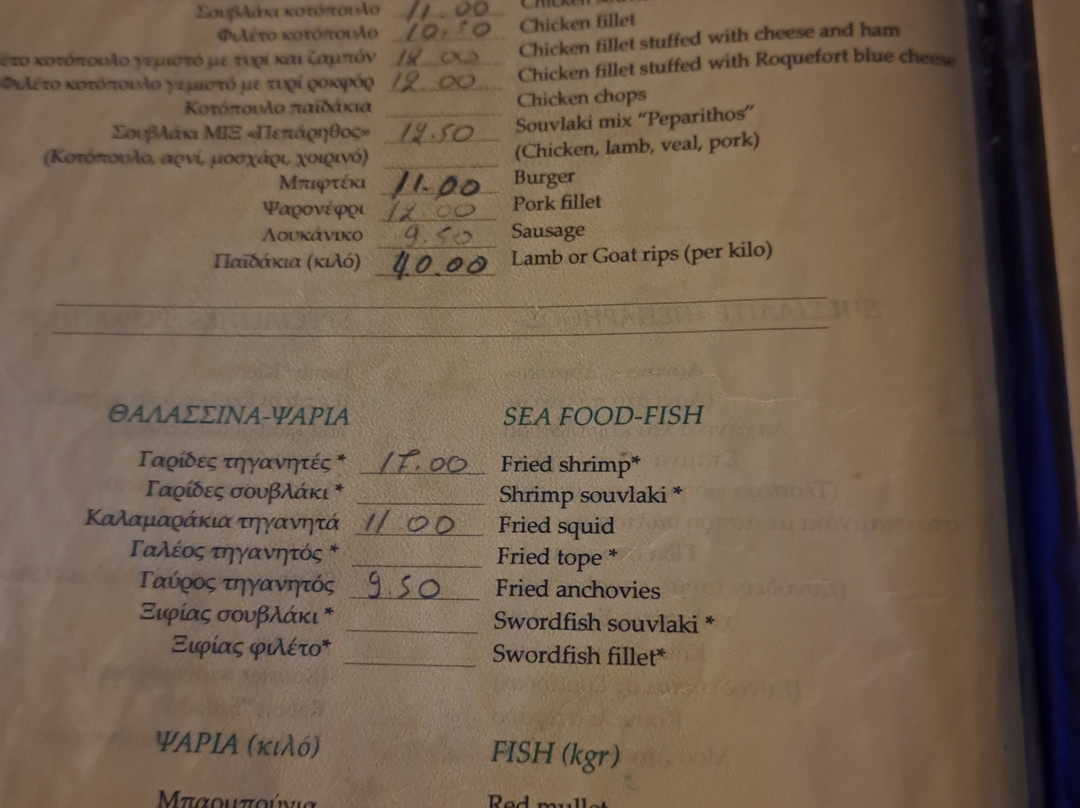 Σουβλάκι κοτόπουλο 11.00
Φιλέτο κοτόπουλο 10.50 Chicken fillet
κοτόπουλο γεμιστό με τυρί και ζαμπόν 12.00 Chicken fillet stuffed with cheese and ham
Φιλέτο κοτόπουλο γεμιστό με τυρί ροκφόρ 12.00 Chicken fillet stuffed with Roquefort blue cheese
Κοτόπουλο παϊδάκια Chicken chops
Σουβλάκι ΜΙΞ «Πεπάρηθος» 12.50 Souvlaki mix "Peparithos"
(Κοτόπουλο, αρνί, μοσχάρι, χοιρινό) (Chicken, lamb, veal, pork)
Μπιφτέκι 11.00 Burger
Ψαρονέφρι 12.00 Pork fillet
Λουκάνικο 9.50 Sausage
Παϊδάκια (κιλό) 40.00 Lamb or Goat rips (per kilo)
ΘΑΛΑΣΣΙΝΑ-ΨΑΡΙΑ SEA FOOD-FISH
Γαρίδες τηγανητές * 17.00 Fried shrimp*
Γαρίδες σουβλάκι * Shrimp souvlaki *
Καλαμαράκια τηγανητά 11 00 Fried squid
Γαλέος τηγανητός * Fried tope *
Γαύρος τηγανητός 9.50 Fried anchovies
Ξιφίας σουβλάκι * Swordfish souvlaki *
Ξιφίας φιλέτο* Swordfish fillet*
ΨΑΡΙΑ (κιλό) FISH (kgr)
Μπαρμπούνια Red mullet